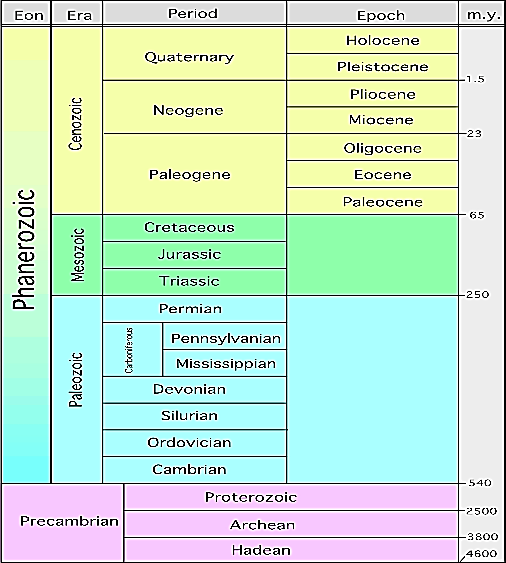 Eon Era Period Epoch m.y.
Phanerozoic
Cenozoic
Quaternary
Holocene
Pleistocene
1.5
Neogene
Pliocene
Miocene
23
Paleogene
Oligocene
Eocene
Paleocene
65
Mesozoic
Cretaceous
Jurassic
Triassic
250
Paleozoic
Permian
Carboniferous
Pennsylvanian
Mississippian
Devonian
Silurian
Ordovician
Cambrian
540
Precambrian
Proterozoic
2500
Archean
3800
Hadean
4600